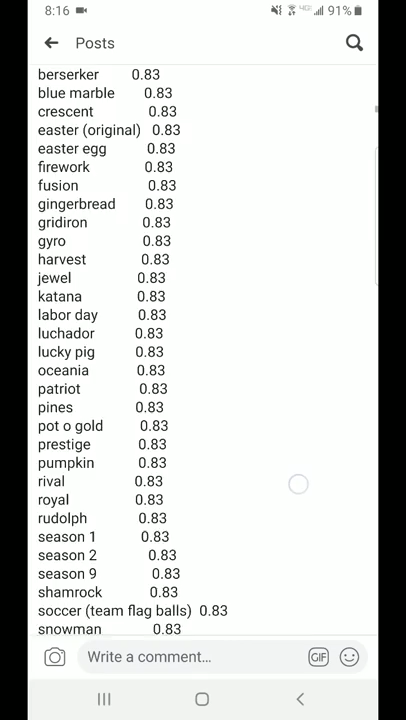 8:16 91%
Posts
berserker 0.83
blue marble 0.83
crescent 0.83
easter (original) 0.83
easter egg 0.83
firework 0.83
fusion 0.83
gingerbread 0.83
gridiron 0.83
gyro 0.83
harvest 0.83
jewel 0.83
katana 0.83
labor day 0.83
luchador 0.83
lucky pig 0.83
oceania 0.83
patriot 0.83
pines 0.83
pot o gold 0.83
prestige 0.83
pumpkin 0.83
rival 0.83
royal 0.83
rudolph 0.83
season 1 0.83
season 2 0.83
season 9 0.83
shamrock 0.83
soccer (team flag balls) 0.83
snowman 0.83
Write a comment… GIF